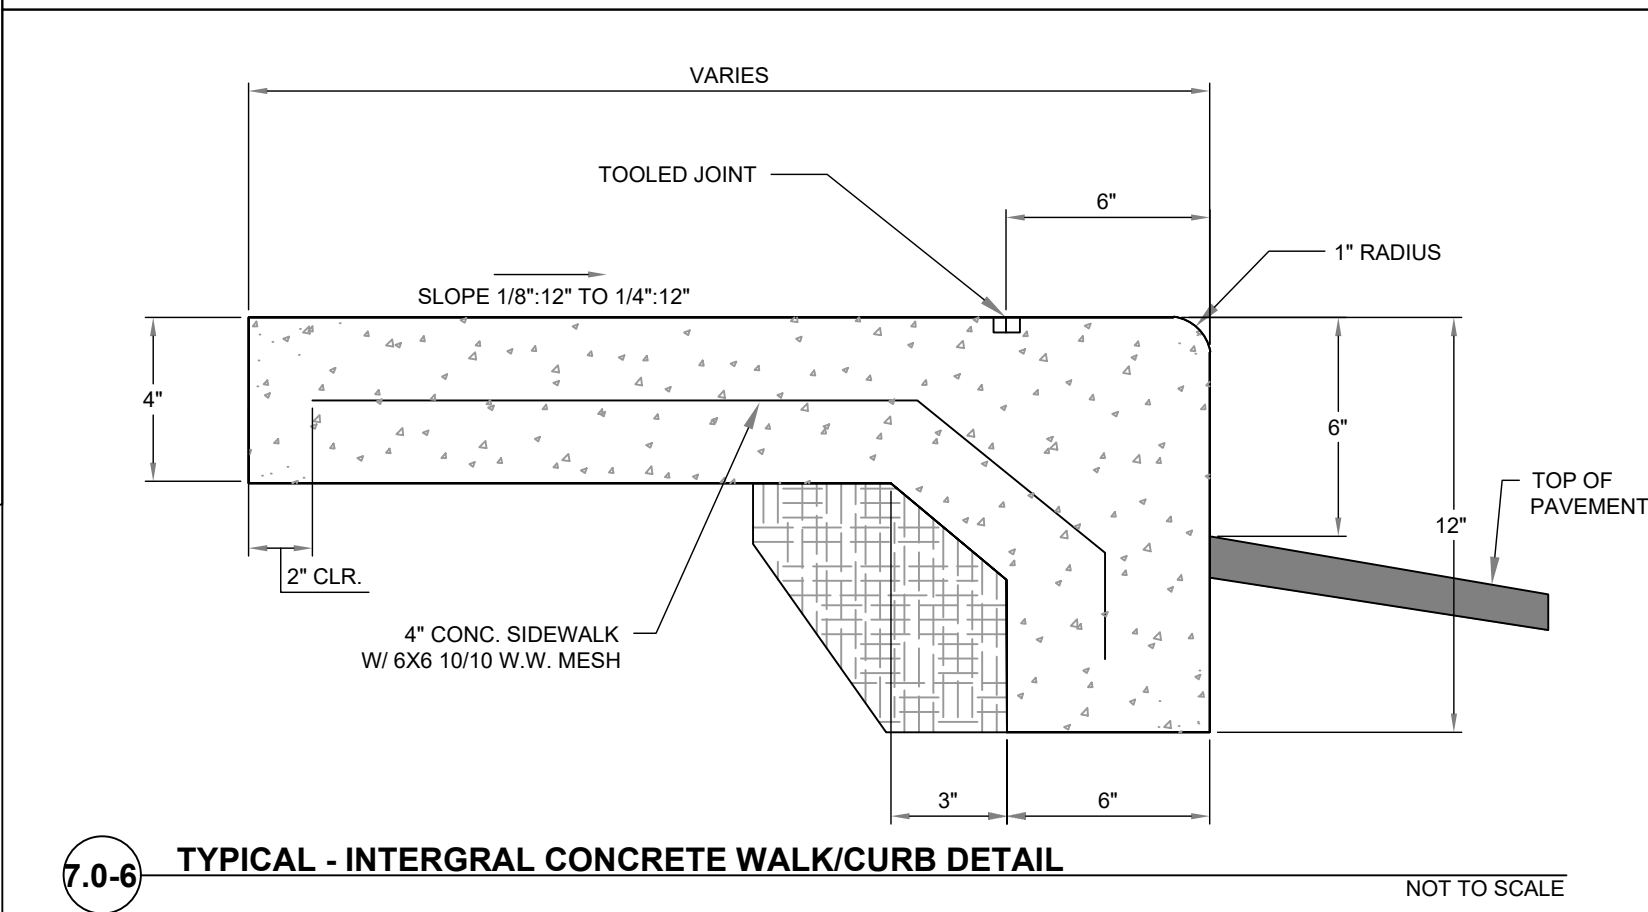 VARIES
TOOLED JOINT
6"
1" RADIUS
SLOPE 1/8":12" TO 1/4":12"
4"
6"
TOP OF
PAVEMENT
12"
2" CLR.
4" CONC. SIDEWALK
W/ 6X6 10/10 W.W. MESH
3"
6"
7.0-6
TYPICAL - INTERGRAL CONCRETE WALK/CURB DETAIL
NOT TO SCALE